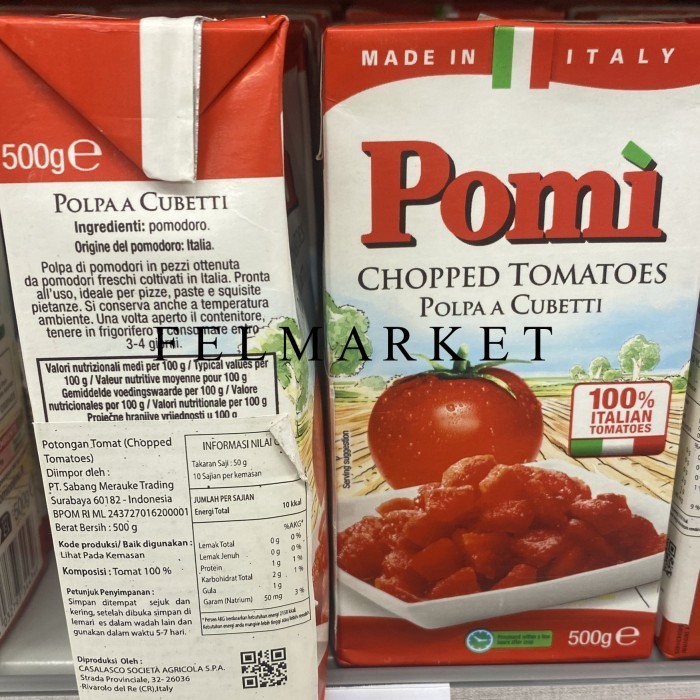 500g e
POLPA A CUBETTI
Ingredienti: pomodoro.
Origine del pomodoro: Italia.
Polpa di pomodori in pezzi ottenuta
da pomodori freschi coltivati in Italia. Pronta
all'uso, ideale per pizze, paste e squisite
pietanze. Si conserva anche a temperatura
ambiente. Una volta aperto il contenitore,
tenere in frigorifero e consumare entro
3-4 giorni.
Valori nutrizionali medi per 100 g / Typical values per
100 g / Valeur nutritive moyenne pour 100 g
Gemiddelde voedingswaarde per 100 g / Valores
nutricionales por 100 g / Valori nutritionale per 100 g
Prosječne hranjive vrijednosti u 100 g
Potongan Tomat (Chopped
Tomatoes)
Diimpor oleh :
PT. Sabang Merauke Trading
Surabaya 60182 - Indonesia
BPOM RI ML 243727016200001
Berat Bersih : 500 g
Kode produksi/ Baik digunakan :
Lihat Pada Kemasan
Komposisi : Tomat 100 %
Petunjuk Penyimpanan :
Simpan ditempat sejuk dan
kering, setelah dibuka simpan di
lemari es dalam wadah lain dan
gunakan dalam waktu 5-7 hari.
Diproduksi Oleh :
CASALASCO SOCIETÀ AGRICOLA S.P.A.
Strada Provinciale, 32- 26036
Rivarolo del Re (CR),Italy
INFORMASI NILAI
Takaran Saji : 50 g
10 Sajian per kemasan
JUMLAH PER SAJIAN
Energi Total 10 kkal
%AKG*
Lemak Total 0 g 0 %
Lemak Jenuh 0 g 0 %
Protein 1 g 1 %
Karbohidrat Total 2 g 1 %
Gula 1 g
Garam (Natrium) 50 mg 3 %
MADE IN ITALY
Pomì
CHOPPED TOMATOES
POLPA A CUBETTI
100%
ITALIAN
TOMATOES
Serving suggestion
500g e
FELMARKET